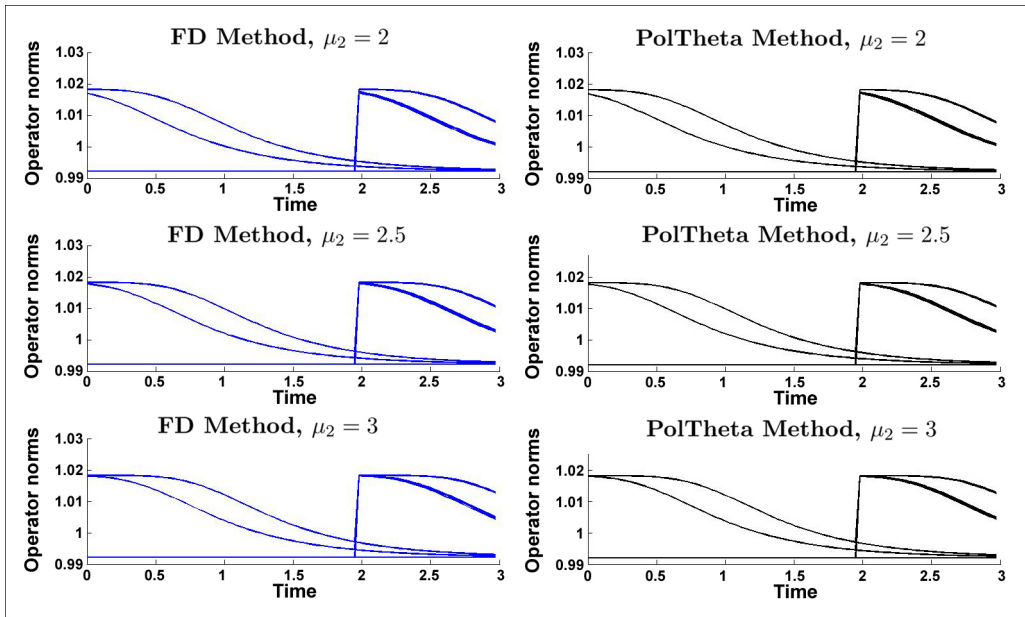 FD Method, μ₂ = 2
Operator norms
1.03
1.02
1.01
1
0.99
0 0.5 1 1.5 2 2.5 3
Time
PolTheta Method, μ₂ = 2
Operator norms
1.03
1.02
1.01
1
0.99
0 0.5 1 1.5 2 2.5 3
Time
FD Method, μ₂ = 2.5
Operator norms
1.03
1.02
1.01
1
0.99
0 0.5 1 1.5 2 2.5 3
Time
PolTheta Method, μ₂ = 2.5
Operator norms
1.02
1.01
1
0.99
0 0.5 1 1.5 2 2.5 3
Time
FD Method, μ₂ = 3
Operator norms
1.03
1.02
1.01
1
0.99
0 0.5 1 1.5 2 2.5 3
Time
PolTheta Method, μ₂ = 3
Operator norms
1.02
1.01
1
0.99
0 0.5 1 1.5 2 2.5 3
Time